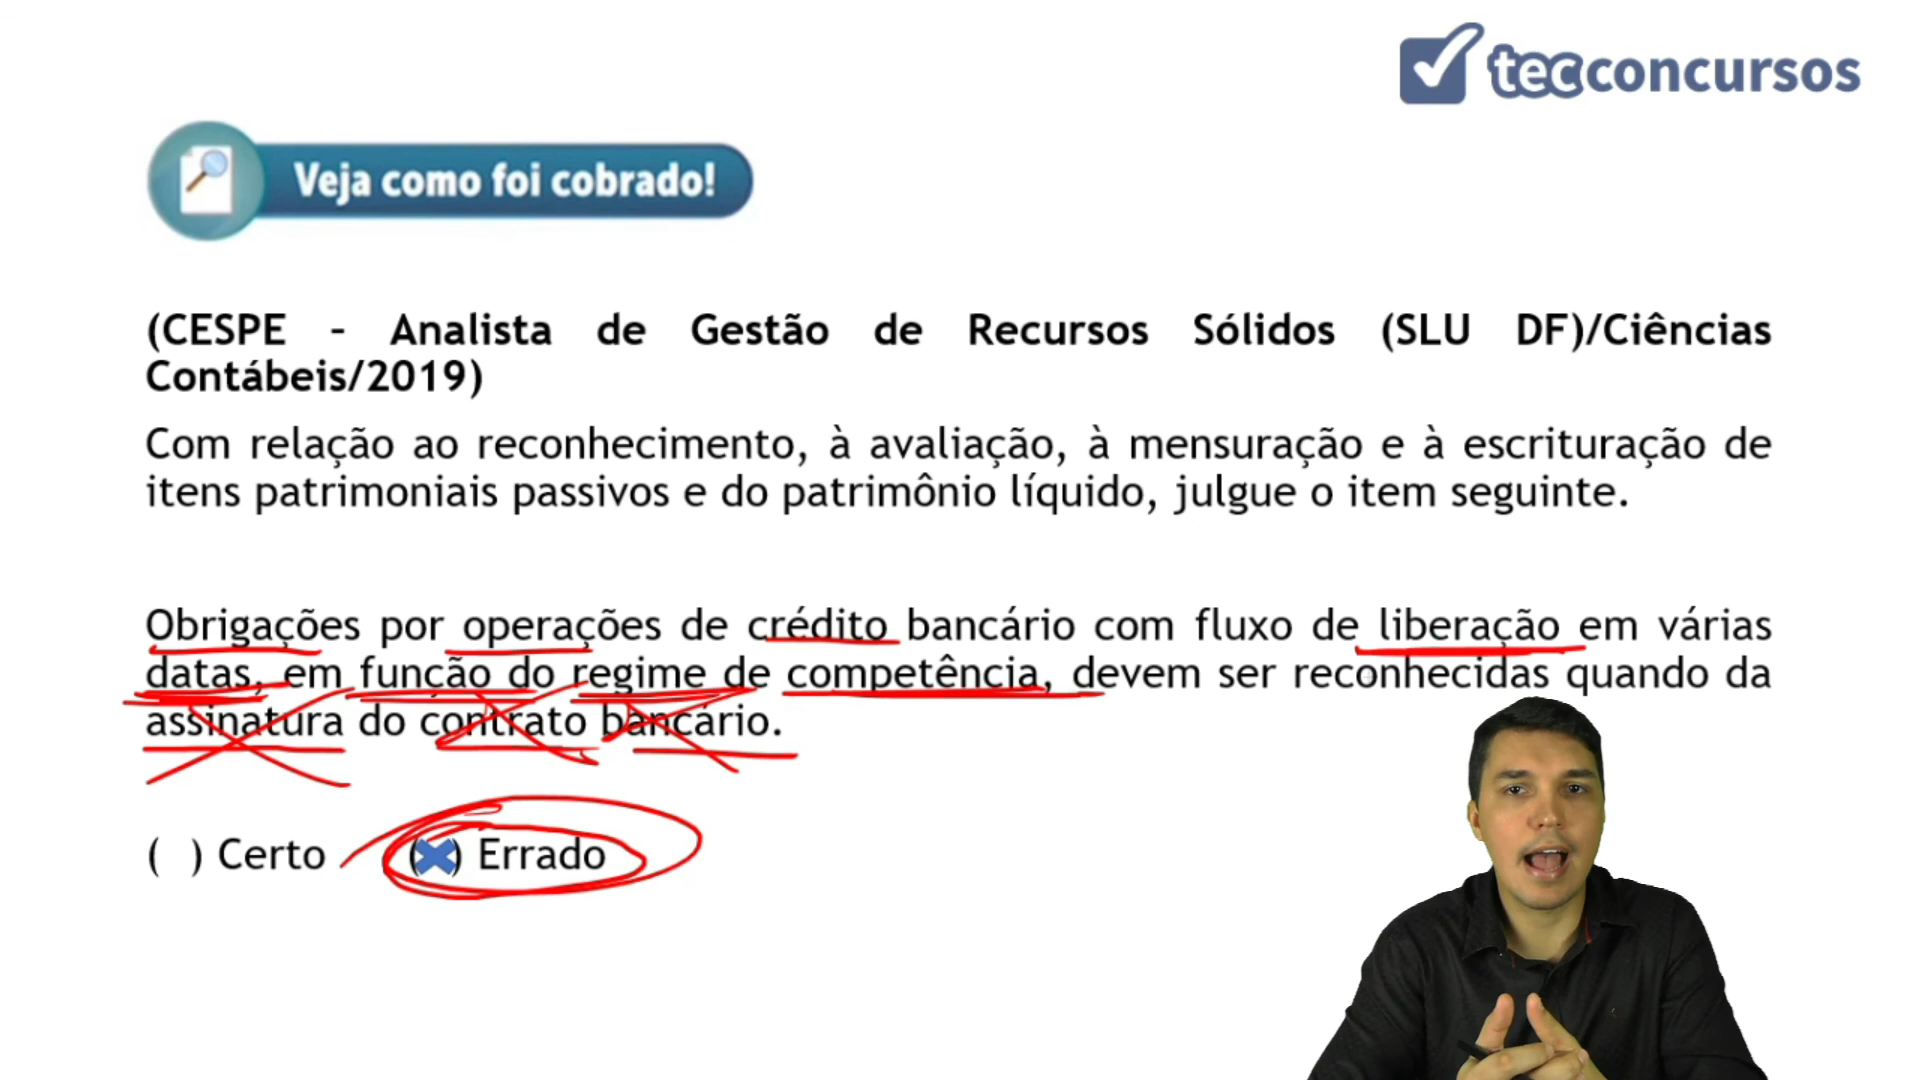 tecconcursos
Veja como foi cobrado!
(CESPE – Analista de Gestão de Recursos Sólidos (SLU DF)/Ciências
Contábeis/2019)
Com relação ao reconhecimento, à avaliação, à mensuração e à escrituração de
itens patrimoniais passivos e do patrimônio líquido, julgue o item seguinte.
Obrigações por operações de crédito bancário com fluxo de liberação em várias
datas, em função do regime de competência, devem ser reconhecidas quando da
assinatura do contrato bancário.
( ) Certo (X) Errado